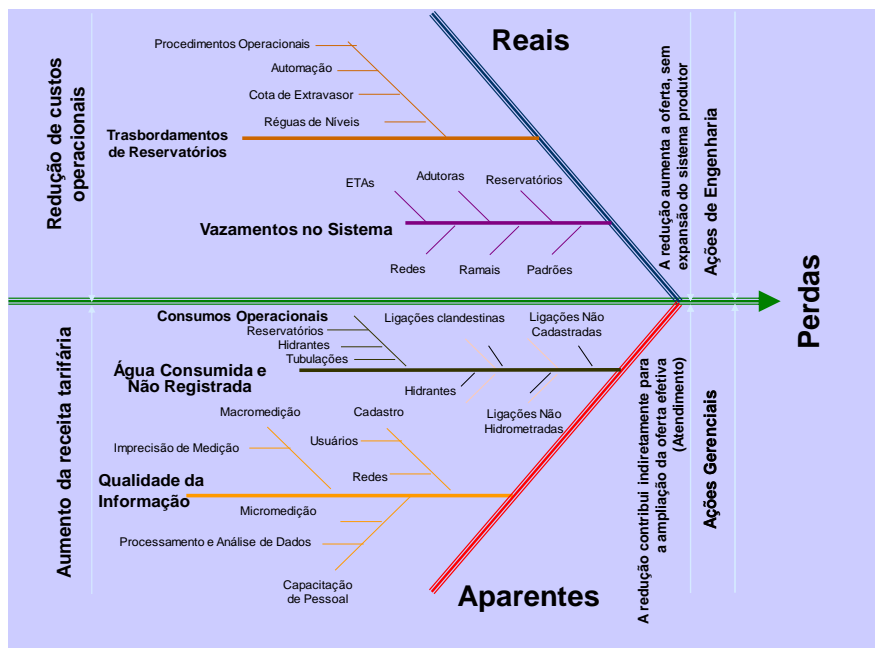 Reais
Procedimentos Operacionais
Automação
Cota de Extravasor
Réguas de Níveis
Trasbordamentos
de Reservatórios
ETAs
Adutoras
Reservatórios
Vazamentos no Sistema
Redes
Ramais
Padrões
Redução de custos
operacionais
A redução aumenta a oferta, sem
expansão do sistema produtor
Ações de Engenharia
Perdas
Consumos Operacionais
Reservatórios
Hidrantes
Tubulações
Ligações clandestinas
Ligações Não
Cadastradas
Água Consumida e
Não Registrada
Hidrantes
Ligações Não
Hidrometradas
Macromedição
Imprecisão de Medição
Cadastro
Usuários
Redes
Qualidade da
Informação
Micromedição
Processamento e Análise de Dados
Capacitação
de Pessoal
Aparentes
Aumento da receita tarifária
A redução contribui indiretamente para
a ampliação da oferta efetiva
(Atendimento)
Ações Gerenciais